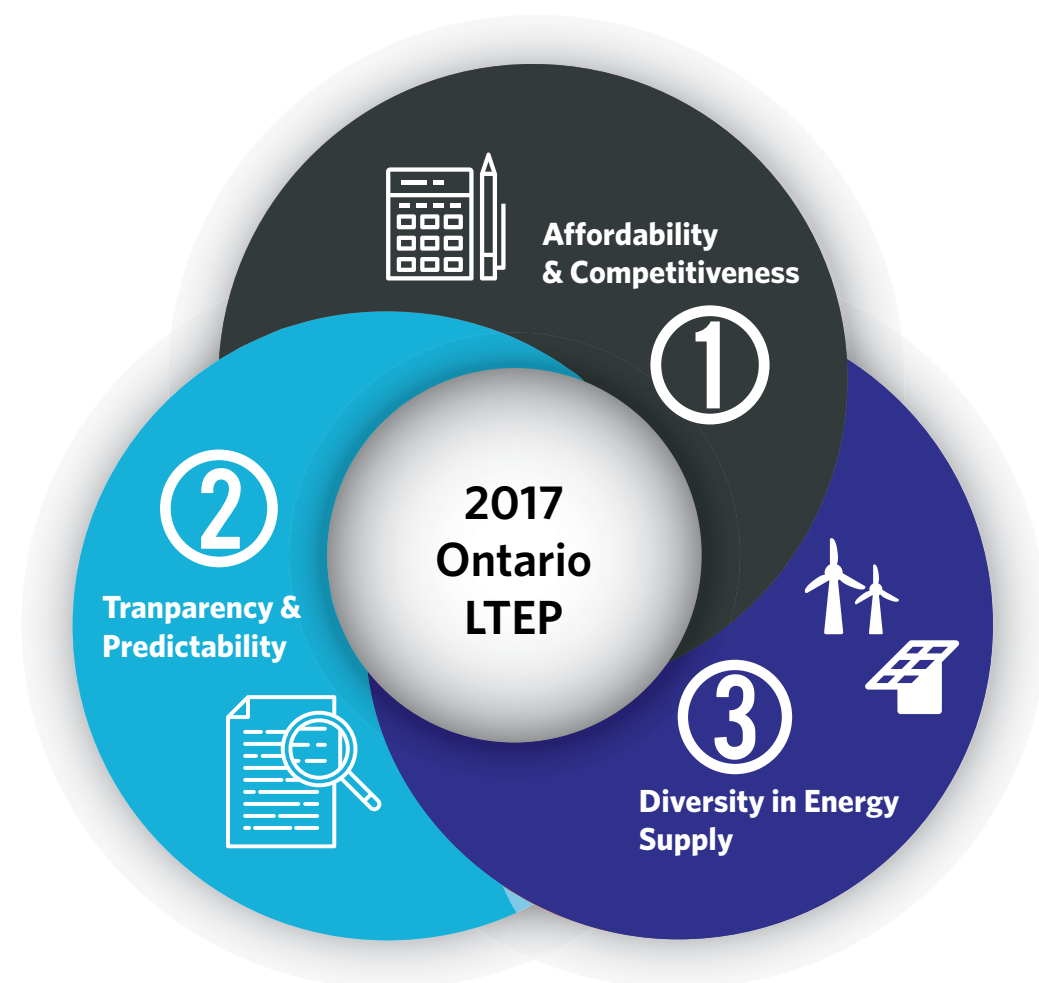 Affordability
& Competitiveness
1
2
Tranparency &
Predictability
2017
Ontario
LTEP
3
Diversity in Energy
Supply